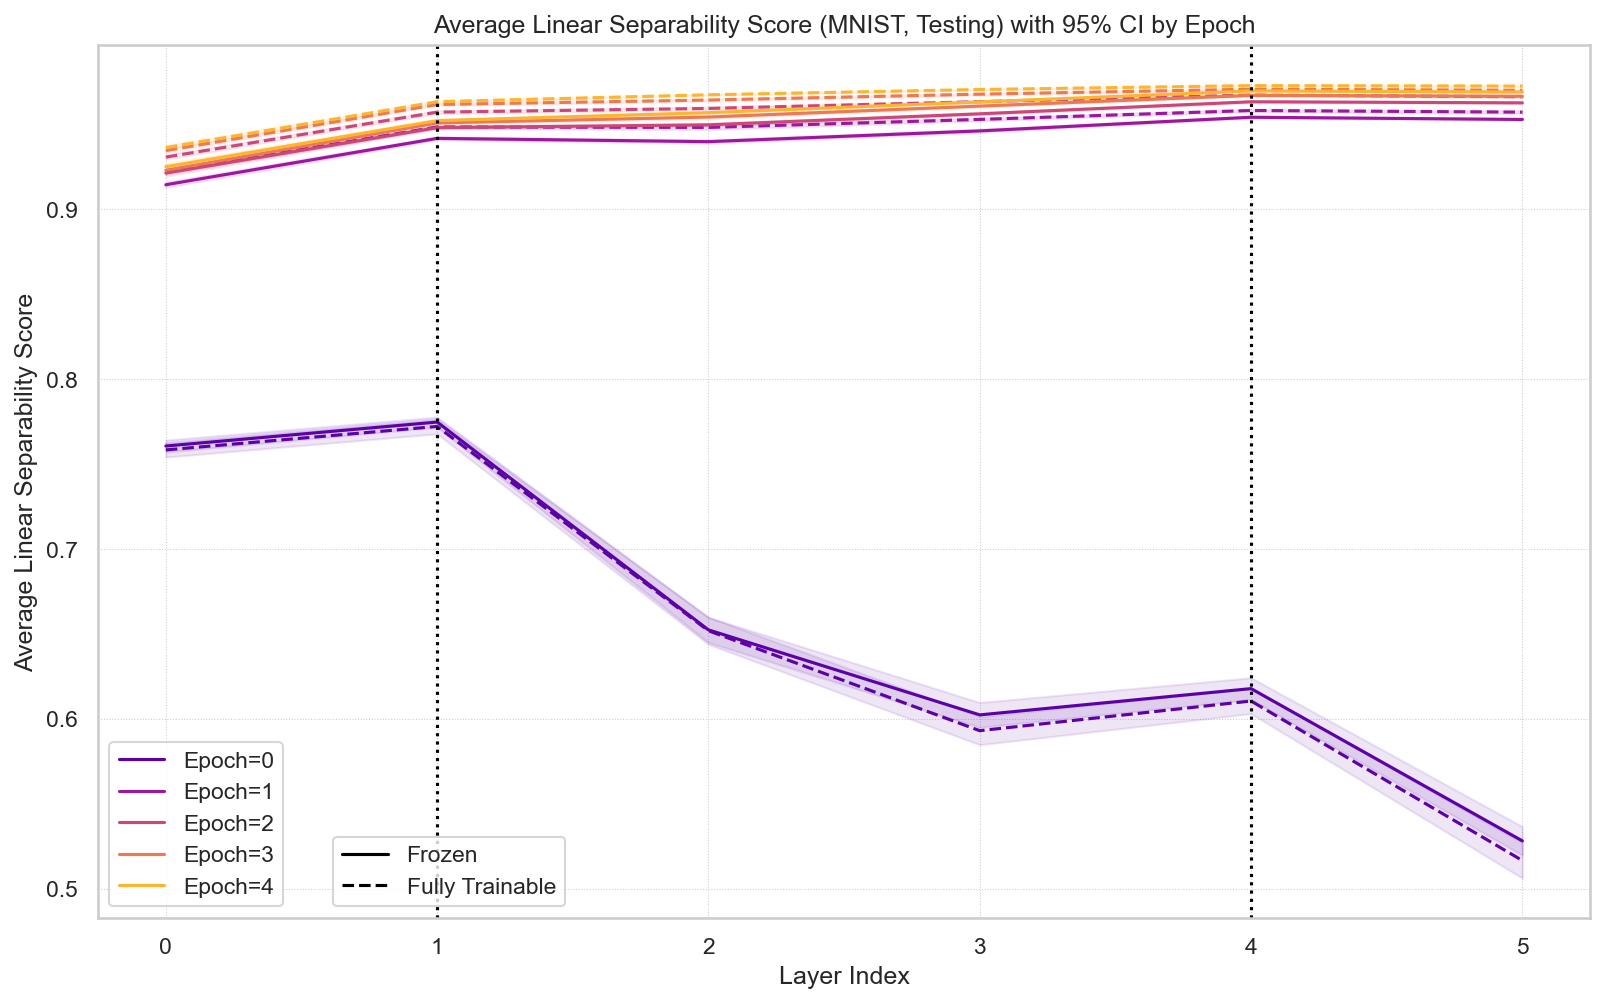 Average Linear Separability Score (MNIST, Testing) with 95% CI by Epoch
Average Linear Separability Score
0.9
0.8
0.7
0.6
0.5
Epoch=0
Epoch=1
Epoch=2
Epoch=3
Epoch=4
Frozen
Fully Trainable
0 1 2 3 4 5
Layer Index